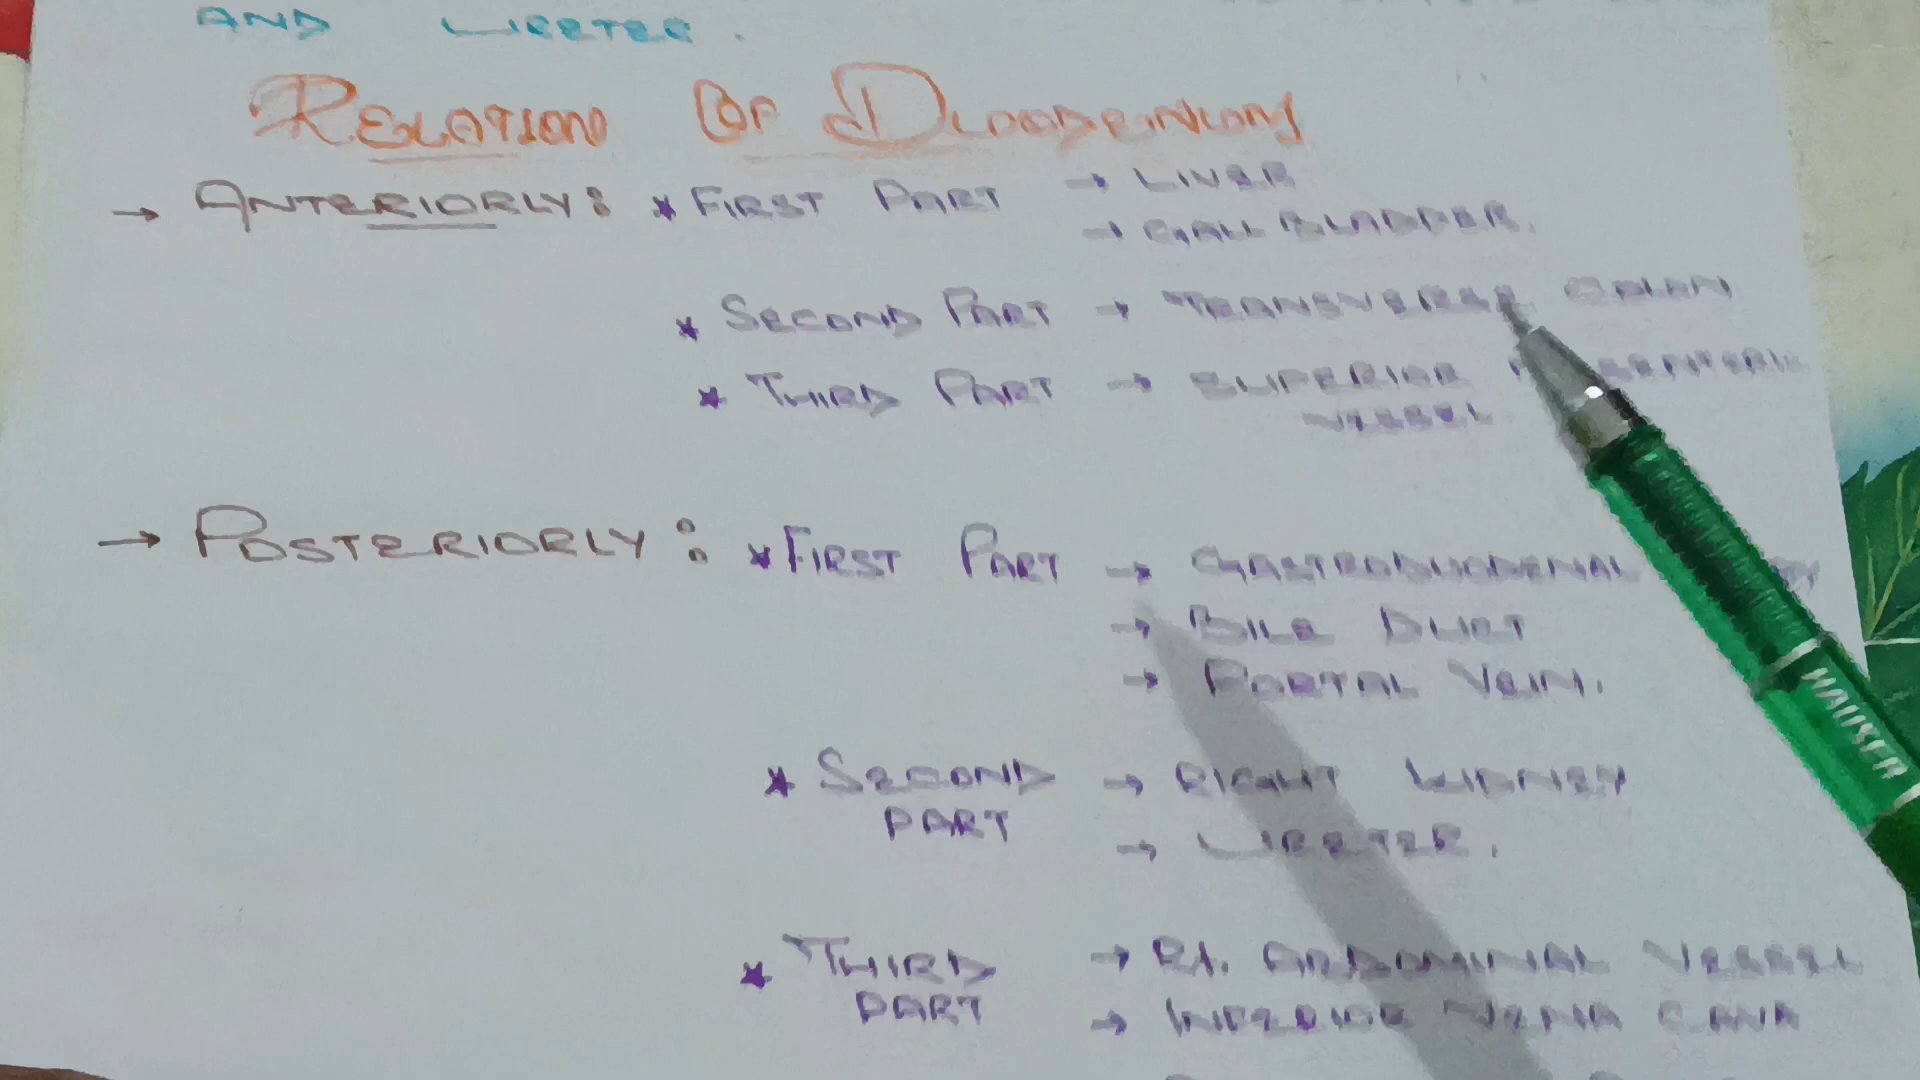 AND URETER.
RELATION OF DUODENUM
→ ANTERIORLY: * FIRST PART → LIVER
→ GALL BLADDER.
* SECOND PART → TRANSVERSE COLON
* THIRD PART → SUPERIOR
VESSEL
→ POSTERIORLY: * FIRST PART → GASTRODUODENAL
→ BILE DUCT
→ PORTAL VEIN.
* SECOND → RIGHT KIDNEY
PART → URETER.
* THIRD → Rt. ABDOMINAL VESSEL
PART → INFERIOR VENA CAVA
HAUSER